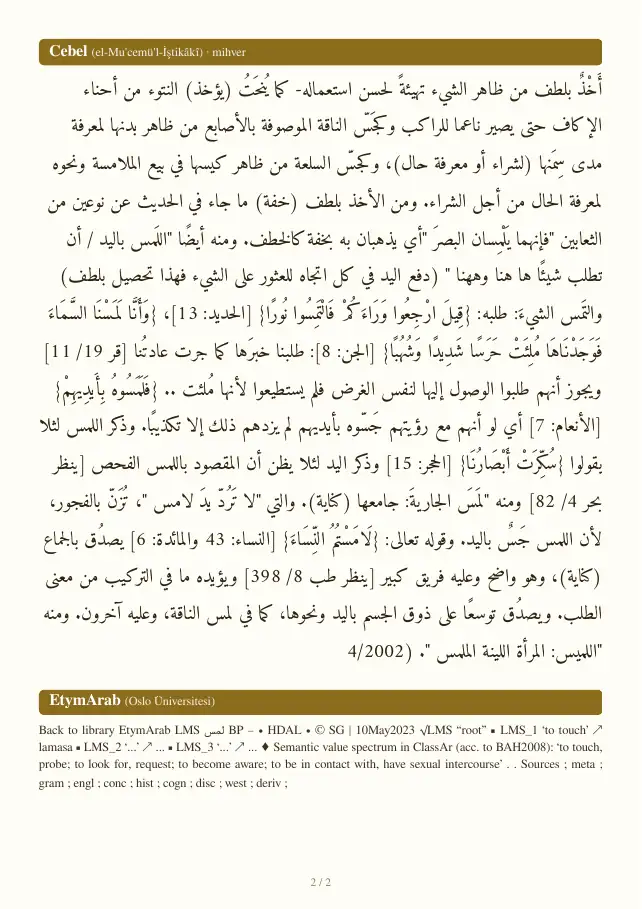 Cebel (el-Mu'cemü'l-İştikâkî) · mihver
أَخْذٌ بلطف من ظاهر الشيء تهيئةً لحسن استعماله- كما يُنحَتُ (يؤخذ) النتوء من أحناء
الإكاف حتى يصير ناعما للراكب وكجَسّ الناقة الموصوفة بالأصابع من ظاهر بدنها لمعرفة
مدى سِمَنها (لشراء أو معرفة حال)، وكجسّ السلعة من ظاهر كيسها في بيع الملامسة ونحوه
لمعرفة الحال من أجل الشراء. ومن الأخذ بلطف (خفة) ما جاء في الحديث عن نوعين من
الثعابين "فإنهما يَلْمِسان البصرَ "أي يذهبان به بخفة كالخطف. ومنه أيضًا "اللَمس باليد / أن
تطلب شيئًا ها هنا وههنا " (دفع اليد في كل اتجاه للعثور على الشيء فهذا تحصيل بلطف)
والتَمس الشيءَ: طلبه: {قِيلَ ارْجِعُوا وَرَاءَكُمْ فَالْتَمِسُوا نُورًا} [الحديد: 13]، {وَأَنَّا لَمَسْنَا السَّمَاءَ
فَوَجَدْنَاهَا مُلِئَتْ حَرَسًا شَدِيدًا وَشُهُبًا} [الجن: 8]: طلبنا خبرَها كما جرت عادتُنا [قر 19/ 11]
ويجوز أنهم طلبوا الوصول إليها لنفس الغرض فلم يستطيعوا لأنها مُلئت .. {فَلَمَسُوهُ بِأَيْدِيهِمْ}
[الأنعام: 7] أي لو أنهم مع رؤيتهم جَسّوه بأيديهم لم يزدهم ذلك إلا تكذيبًا. وذكر اللمس لئلا
يقولوا {سُكِّرَتْ أَبْصَارُنَا} [الحجر: 15] وذكر اليد لئلا يظن أن المقصود باللمس الفحص [ينظر
بحر 4/ 82] ومنه "لمَسَ الجاريةَ: جامعها (كناية). والتي "لا تَرُدّ يدَ لامس "، تُزَنّ بالفجور،
لأن اللمس جَسٌ باليد. وقوله تعالى: {لَامَسْتُمُ النِّسَاءَ} [النساء: 43 والمائدة: 6] يصدُق بالجماع
(كناية)، وهو واضح وعليه فريق كبير [ينظر طب 8/ 398] ويؤيده ما في التركيب من معنى
الطلب. ويصدُق توسعًا على ذوق الجسم باليد ونحوها، كما في لمس الناقة، وعليه آخرون. ومنه
"اللميس: المرأة اللينة الملمس ". (4/2002
EtymArab (Oslo Üniversitesi)
Back to library EtymArab LMS لمس BP – • HDAL • © SG | 10May2023 √LMS “root” ▪ LMS_1 ‘to touch’ ↗
lamasa ▪ LMS_2 ‘...’ ↗ ... ▪ LMS_3 ‘...’ ↗ ... ♦ Semantic value spectrum in ClassAr (acc. to BAH2008): ‘to touch,
probe; to look for, request; to become aware; to be in contact with, have sexual intercourse’ . . Sources ; meta ;
gram ; engl ; conc ; hist ; cogn ; disc ; west ; deriv ;
2 / 2